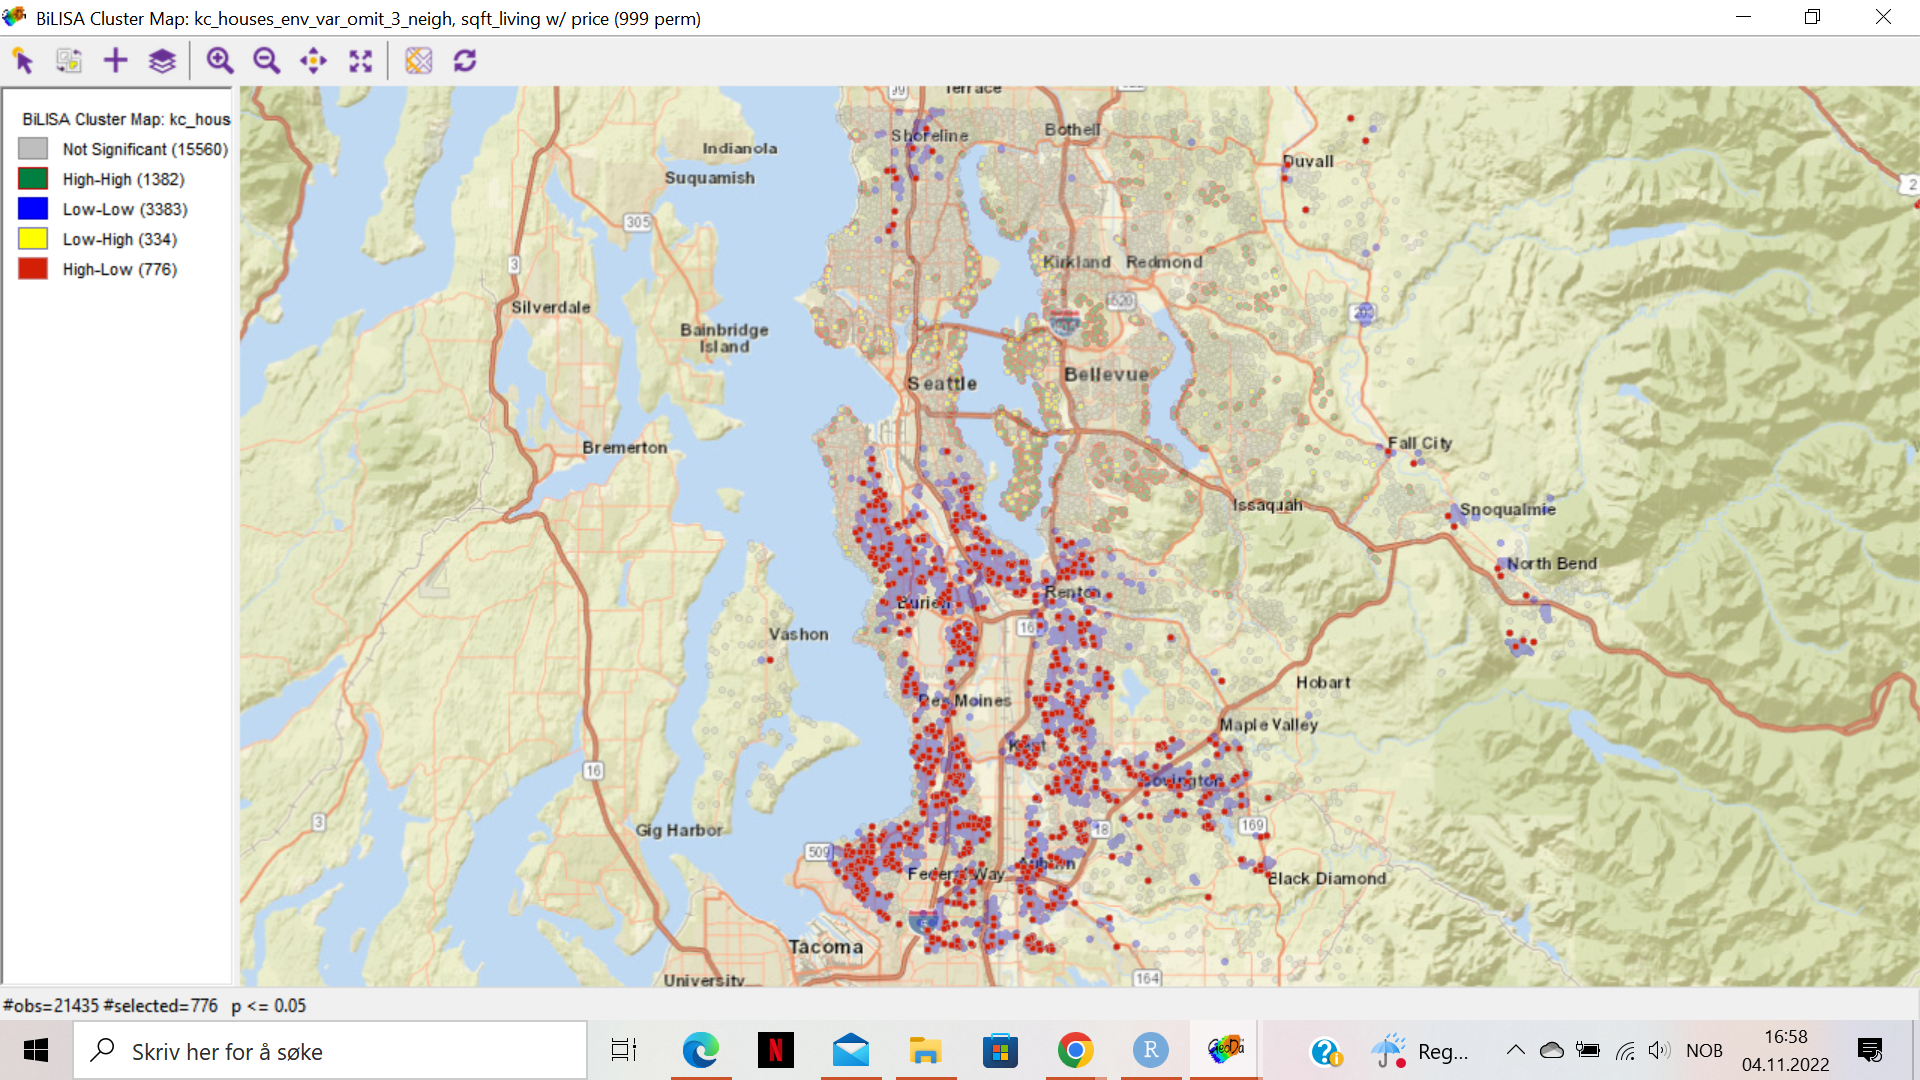 BiLISA Cluster Map: kc_houses_env_var_omit_3_neigh, sqft_living w/ price (999 perm)
BiLISA Cluster Map: kc_hous
Not Significant (15560)
High-High (1382)
Low-Low (3383)
Low-High (334)
High-Low (776)
99
Terrace
Shoreline
Bothell
Indianola
Duvall
Suquamish
2
305
3
Kirkland
Redmond
520
Silverdale
Bainbridge
Island
203
Seattle
Bellevue
Bremerton
Fall City
Issaquah
Snoqualmie
North Bend
Burien
Renton
Vashon
16
Hobart
Des Moines
Maple Valley
Kent
16
Covington
3
Gig Harbor
18
169
509
Federal Way
Auburn
Black Diamond
Tacoma
University
164
#obs=21435 #selected=776 p <= 0.05
Skriv her for å søke
N
R
GeoDa
Reg...
NOB
16:58
04.11.2022